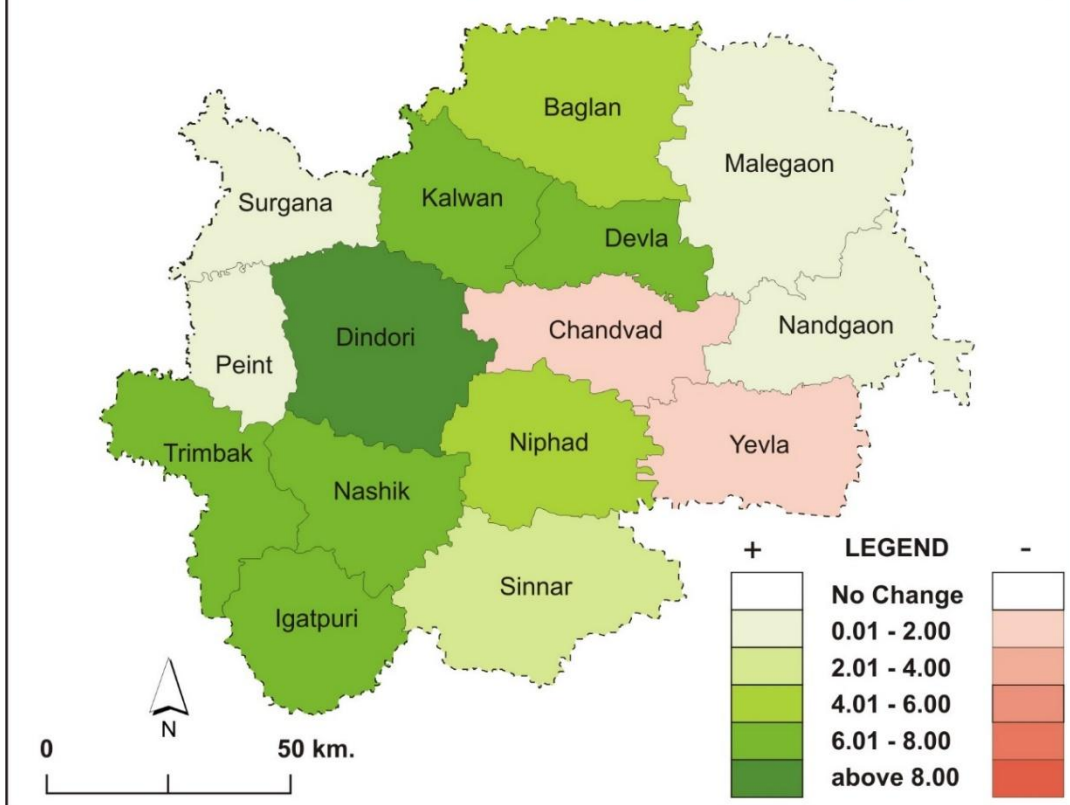 Baglan
Malegaon
Surgana
Kalwan
Devla
Dindori
Chandvad
Nandgaon
Peint
Trimbak
Niphad
Yevla
Nashik
Sinnar
Igatpuri
N
0 50 km.
+ LEGEND -
No Change
0.01 - 2.00
2.01 - 4.00
4.01 - 6.00
6.01 - 8.00
above 8.00